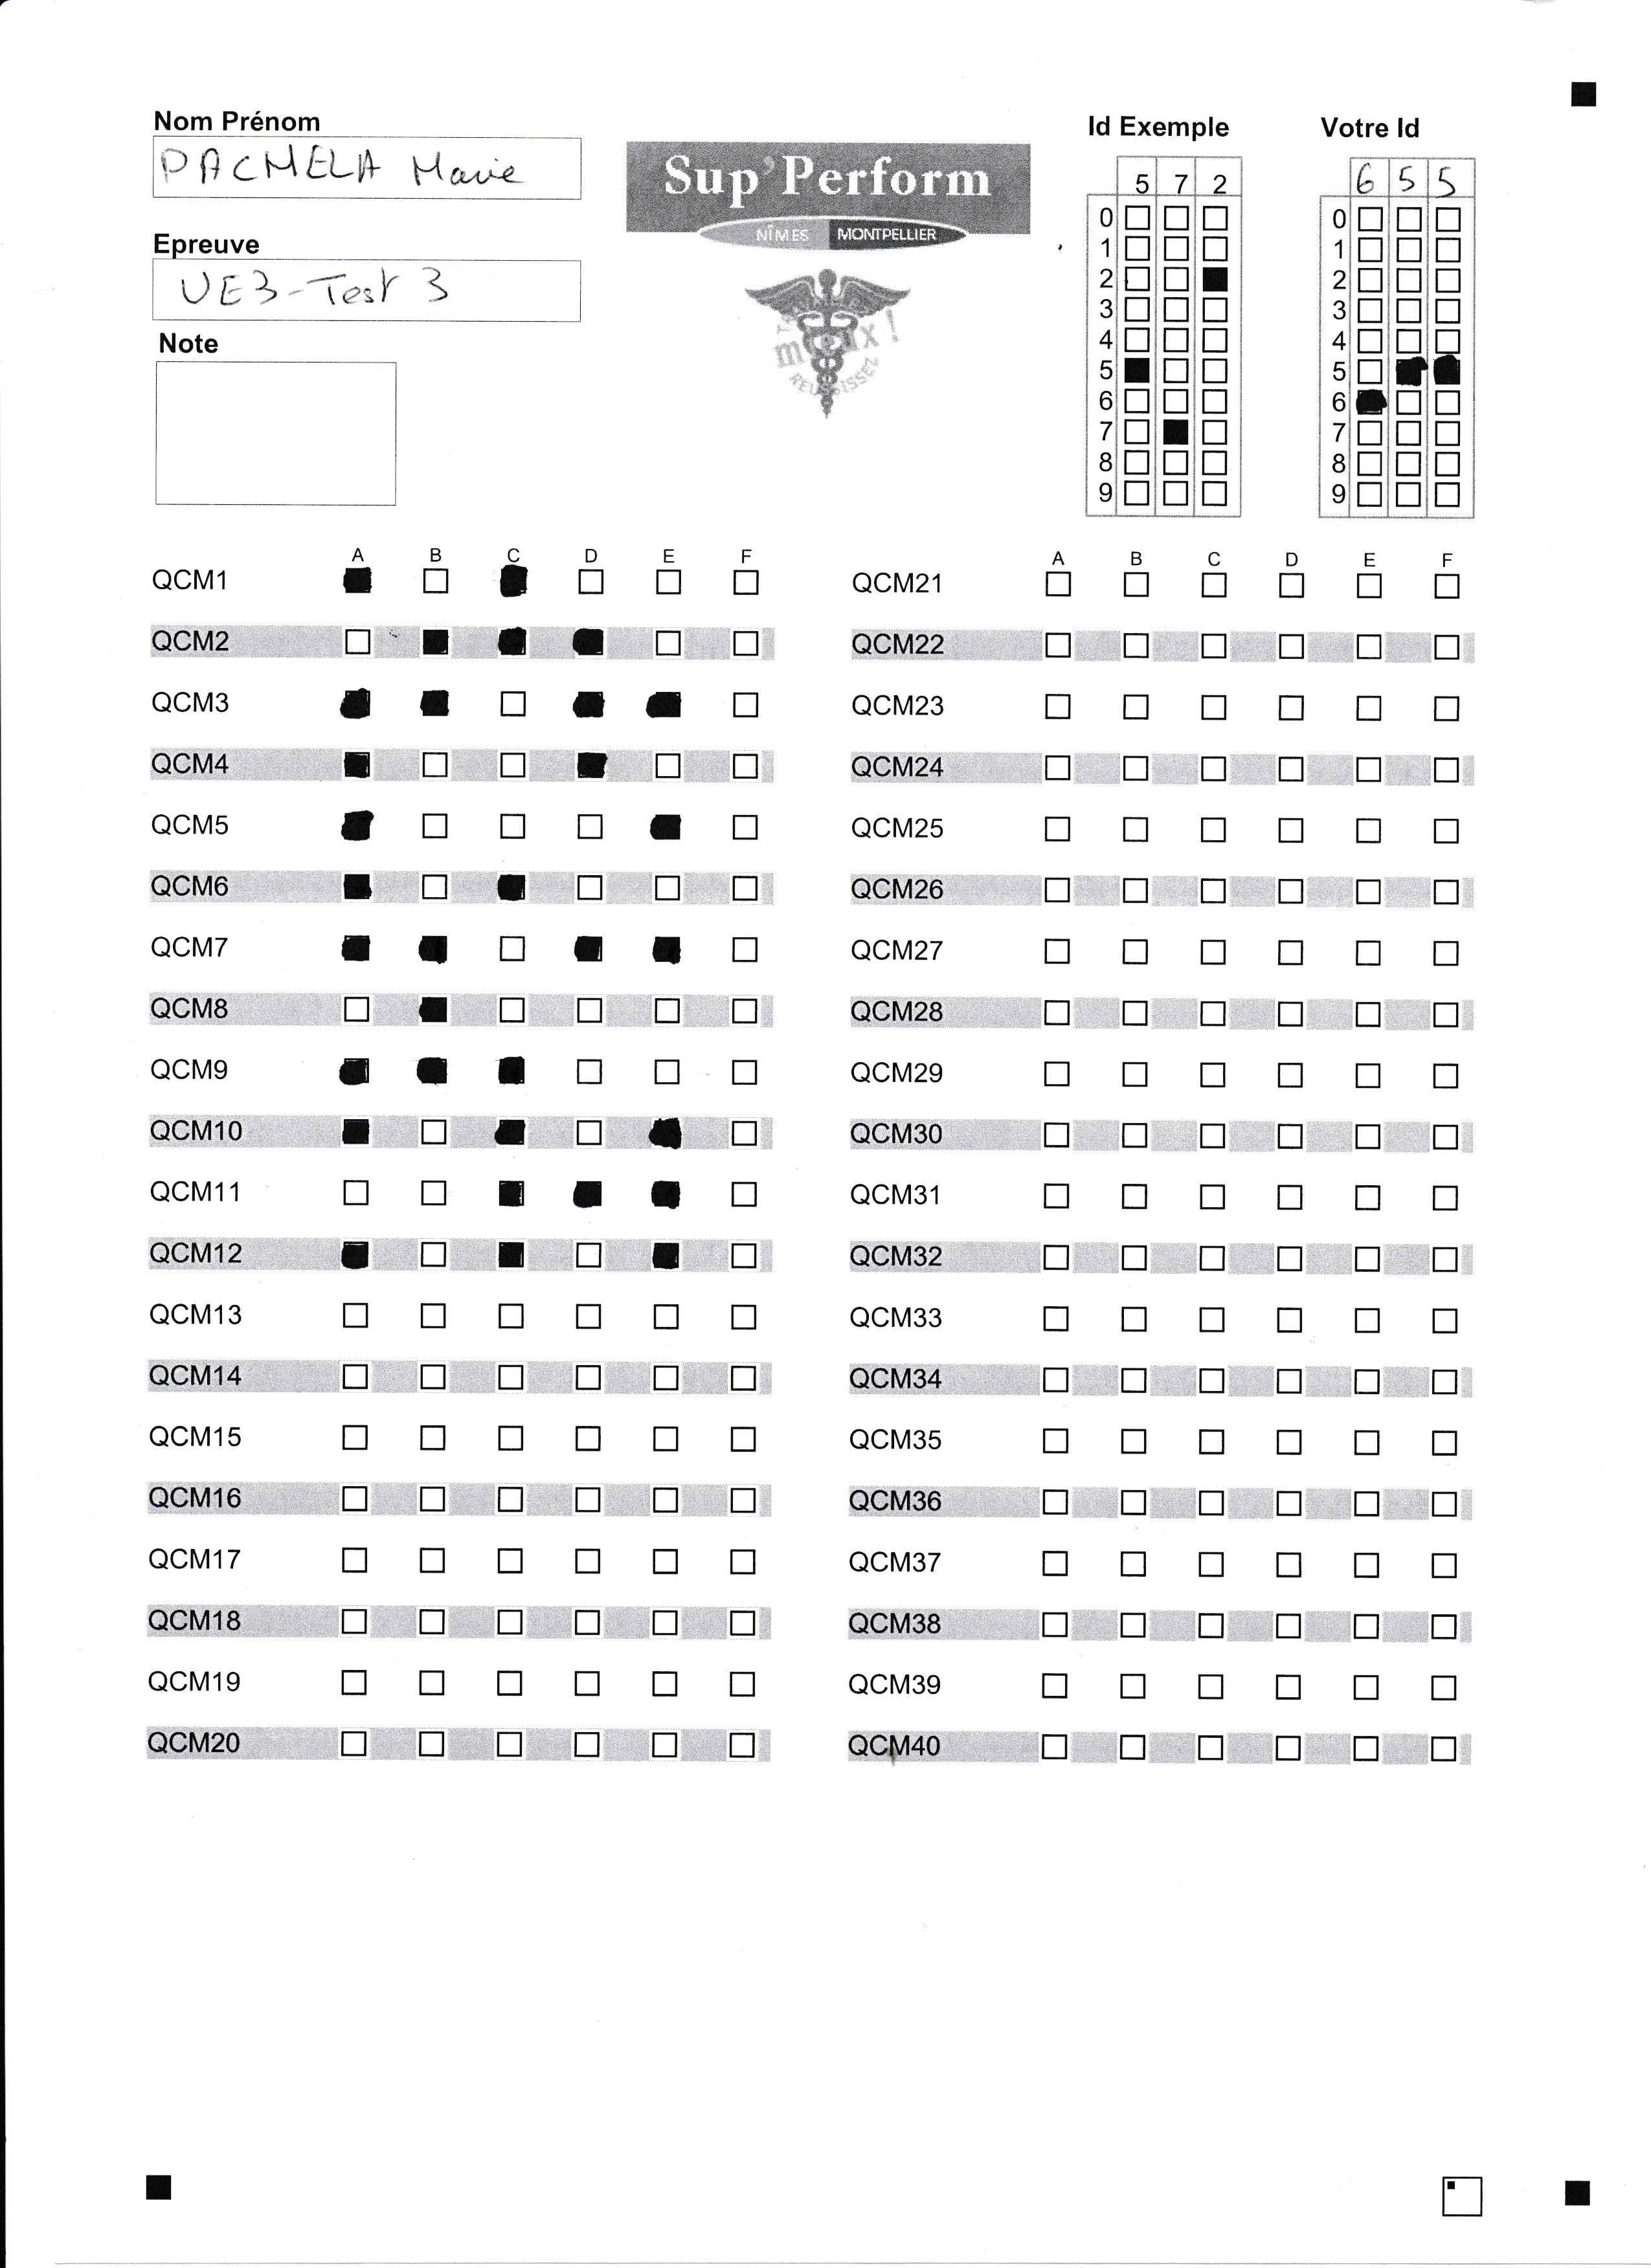 Nom Prénom
PACMELA Marie
Epreuve
UE3-Test 3
Note
Sup'Perform
NÎMES MONTPELLIER
mieux !
REUSSISSEZ
Id Exemple
5 7 2
0
1
2
3
4
5
6
7
8
9
Votre Id
6 5 5
0
1
2
3
4
5
6
7
8
9
A B C D E F
QCM1
QCM2
QCM3
QCM4
QCM5
QCM6
QCM7
QCM8
QCM9
QCM10
QCM11
QCM12
QCM13
QCM14
QCM15
QCM16
QCM17
QCM18
QCM19
QCM20
A B C D E F
QCM21
QCM22
QCM23
QCM24
QCM25
QCM26
QCM27
QCM28
QCM29
QCM30
QCM31
QCM32
QCM33
QCM34
QCM35
QCM36
QCM37
QCM38
QCM39
QCM40